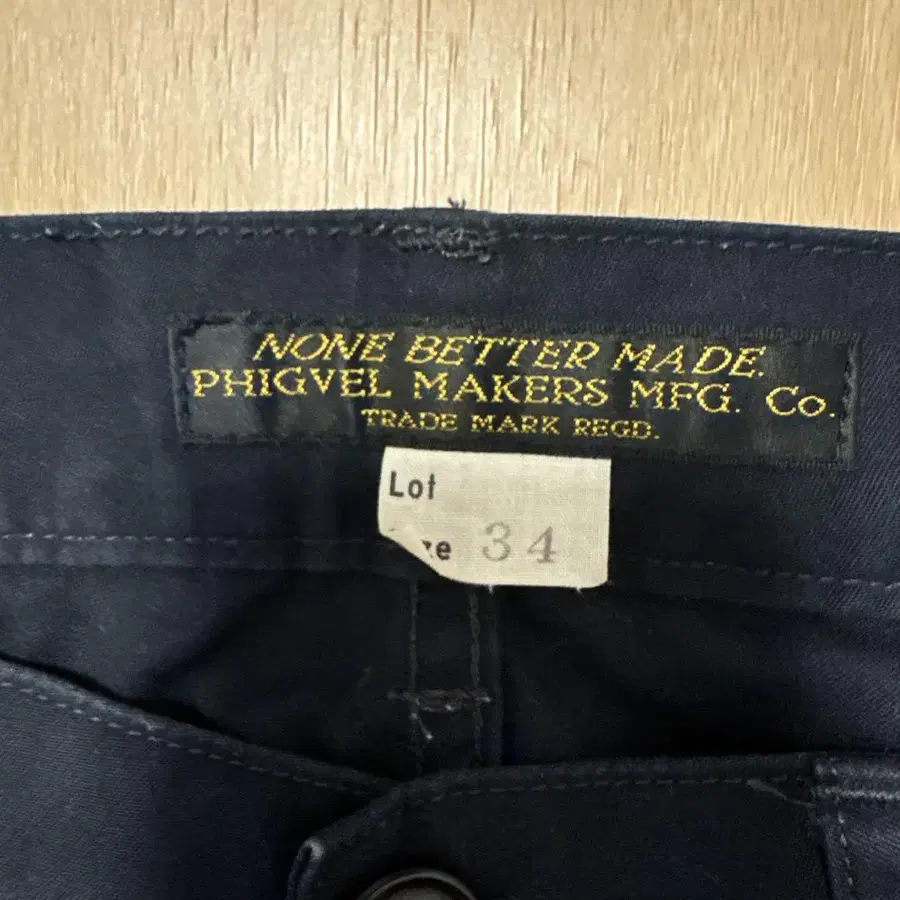 NONE BETTER MADE.
PHIGVEL MAKERS MFG. Co.
TRADE MARK REGD.
Lot
34